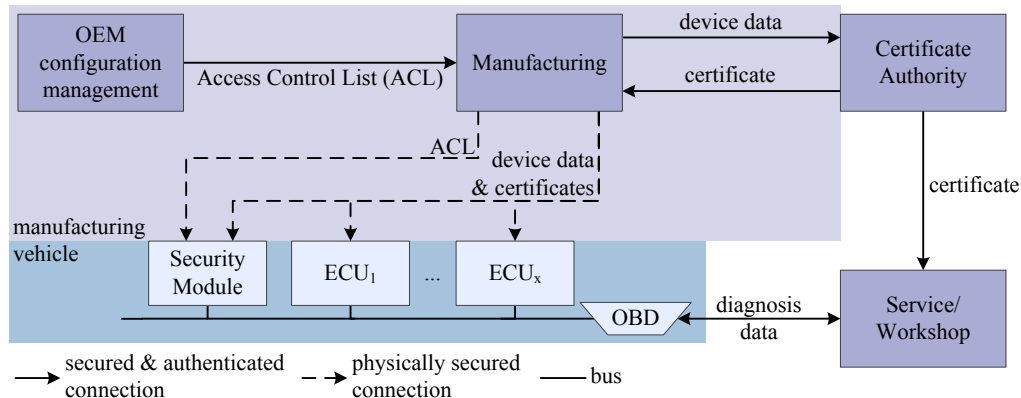 OEM
configuration
management
Access Control List (ACL)
Manufacturing
device data
certificate
Certificate
Authority
ACL
device data
& certificates
certificate
manufacturing
vehicle
Security
Module
ECU1
...
ECUx
OBD
diagnosis
data
Service/
Workshop
secured & authenticated
connection
physically secured
connection
bus